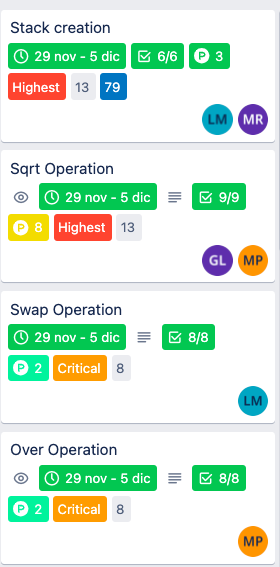 Stack creation
29 nov - 5 dic 6/6 P 3
Highest 13 79
LM MR
Sqrt Operation
29 nov - 5 dic 9/9
P 8 Highest 13
GL MP
Swap Operation
29 nov - 5 dic 8/8
P 2 Critical 8
LM
Over Operation
29 nov - 5 dic 8/8
P 2 Critical 8
MP